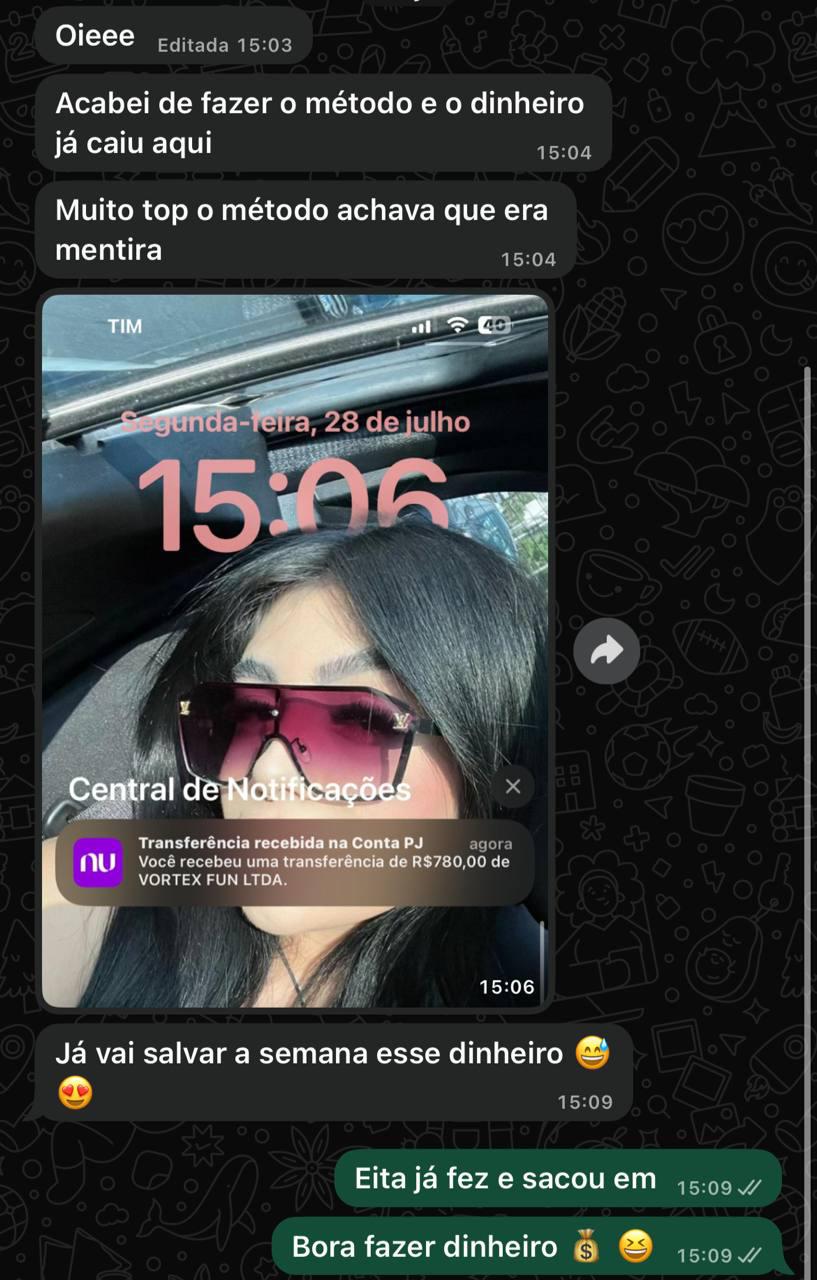 Oieee Editada 15:03
Acabei de fazer o método e o dinheiro
já caiu aqui 15:04
Muito top o método achava que era
mentira 15:04
TIM 40
Segunda-feira, 28 de julho
15:06
Central de Notificações
nu
Transferência recebida na Conta PJ agora
Você recebeu uma transferência de R$780,00 de
VORTEX FUN LTDA.
15:06
Já vai salvar a semana esse dinheiro 😅
😍 15:09
Eita já fez e sacou em 15:09
Bora fazer dinheiro 💰 😆 15:09